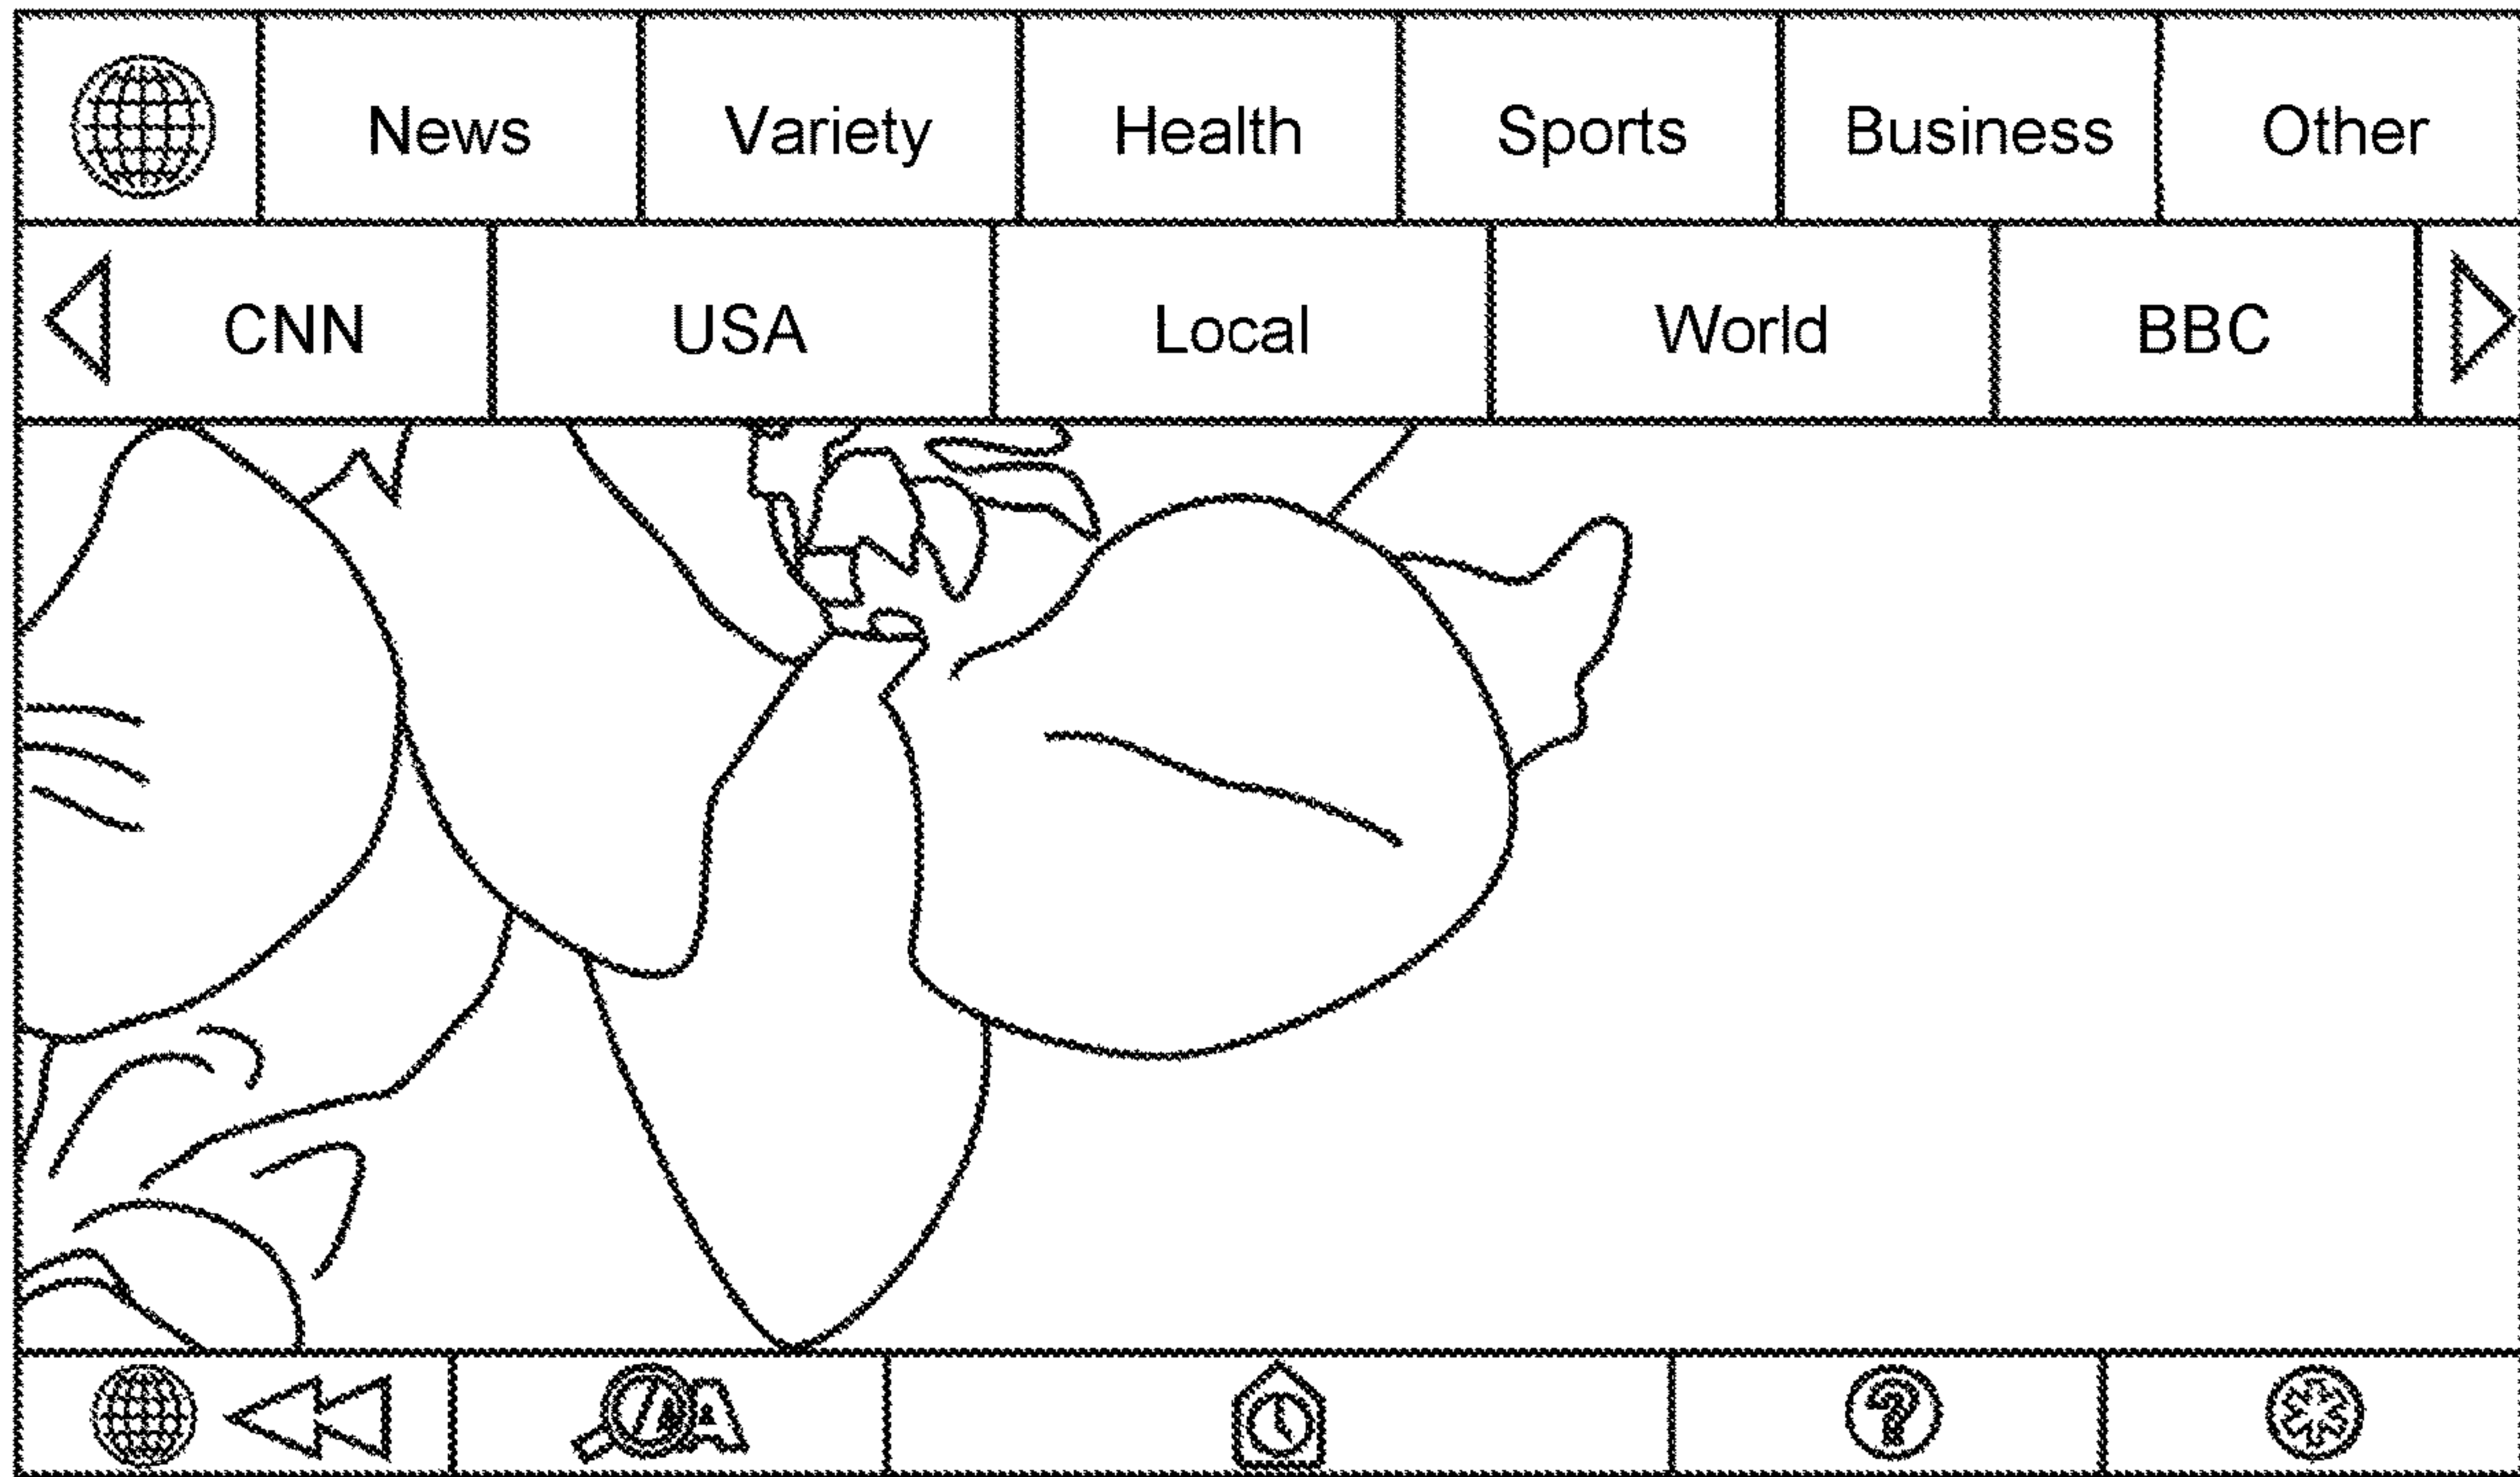 News Variety Health Sports Business Other
CNN USA Local World BBC
A
?